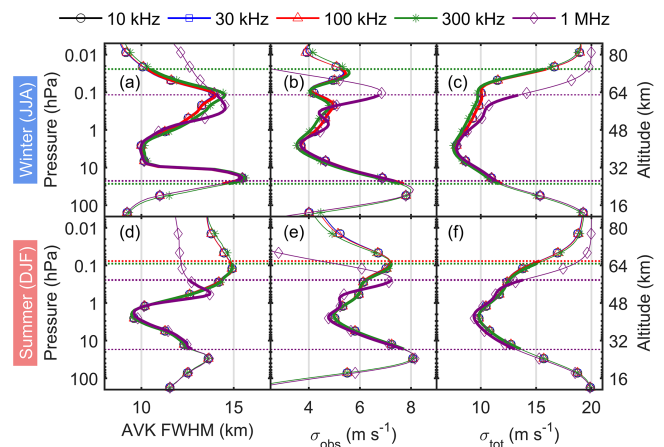 10 kHz 30 kHz 100 kHz 300 kHz 1 MHz
Winter (JJA)
Pressure (hPa)
0.01
0.1
1
10
100
(a)
(b)
(c)
80
64
48
32
16
Altitude (km)
Summer (DJF)
Pressure (hPa)
0.01
0.1
1
10
100
(d)
(e)
(f)
80
64
48
32
16
Altitude (km)
10 15
4 6 8
10 15 20
AVK FWHM (km)
σobs (m s⁻¹)
σtot (m s⁻¹)